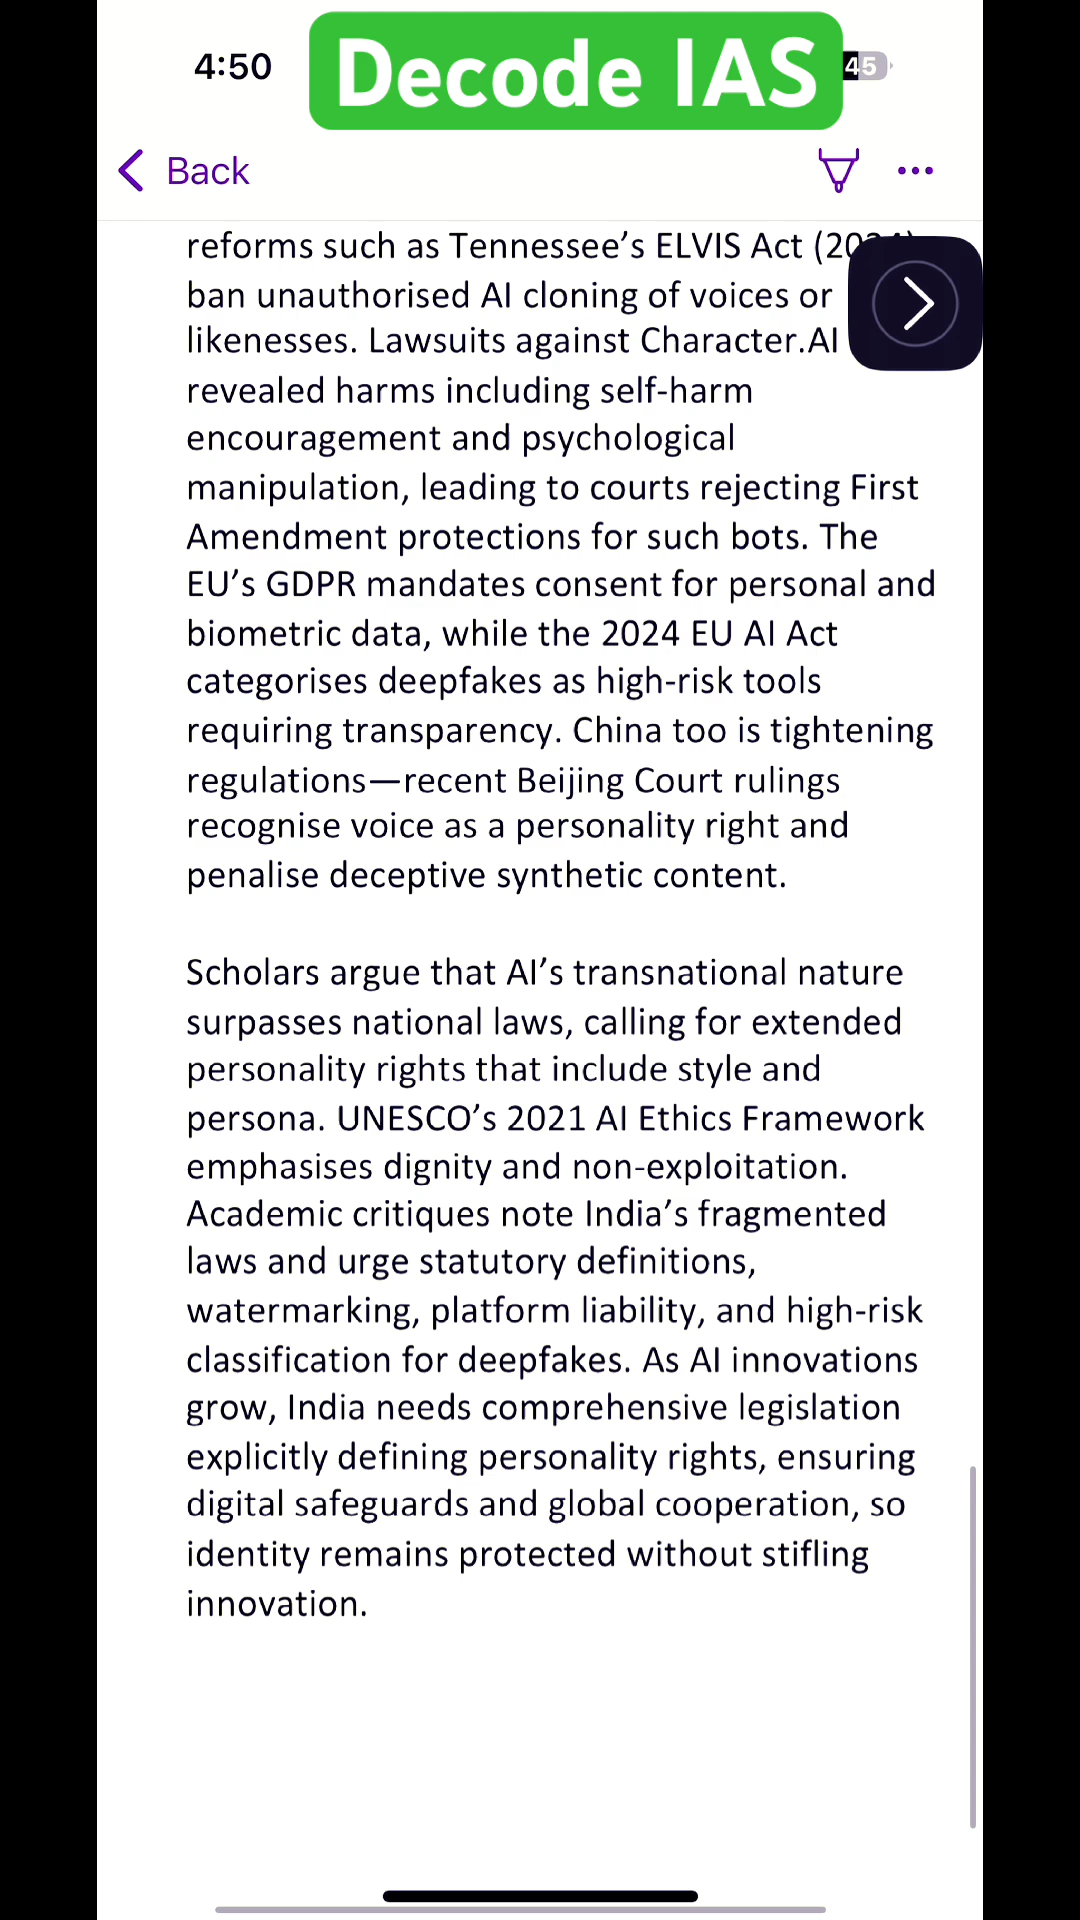 4:50
Decode IAS
45
Back
reforms such as Tennessee’s ELVIS Act
ban unauthorised AI cloning of voices or
likenesses. Lawsuits against Character.AI
revealed harms including self-harm
encouragement and psychological
manipulation, leading to courts rejecting First
Amendment protections for such bots. The
EU’s GDPR mandates consent for personal and
biometric data, while the 2024 EU AI Act
categorises deepfakes as high-risk tools
requiring transparency. China too is tightening
regulations—recent Beijing Court rulings
recognise voice as a personality right and
penalise deceptive synthetic content.
Scholars argue that AI’s transnational nature
surpasses national laws, calling for extended
personality rights that include style and
persona. UNESCO’s 2021 AI Ethics Framework
emphasises dignity and non-exploitation.
Academic critiques note India’s fragmented
laws and urge statutory definitions,
watermarking, platform liability, and high-risk
classification for deepfakes. As AI innovations
grow, India needs comprehensive legislation
explicitly defining personality rights, ensuring
digital safeguards and global cooperation, so
identity remains protected without stifling
innovation.